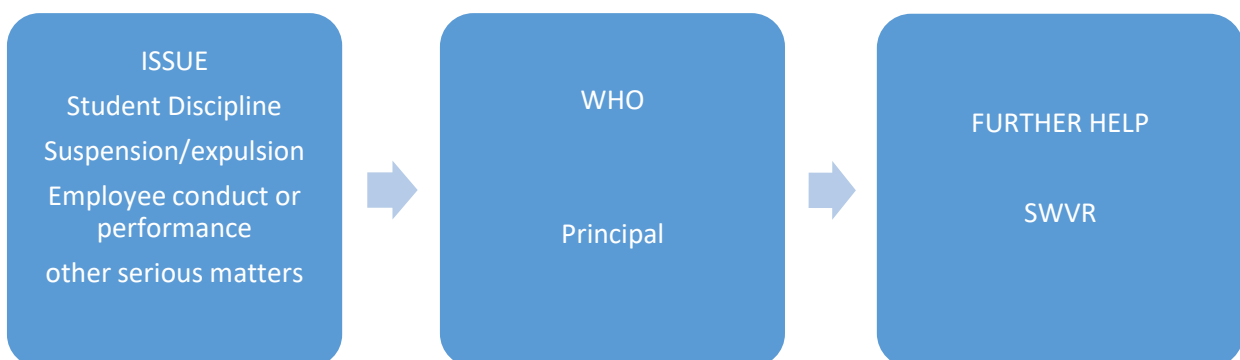 ISSUE
Student Discipline
Suspension/expulsion
Employee conduct or
performance
other serious matters
WHO
Principal
FURTHER HELP
SWVR